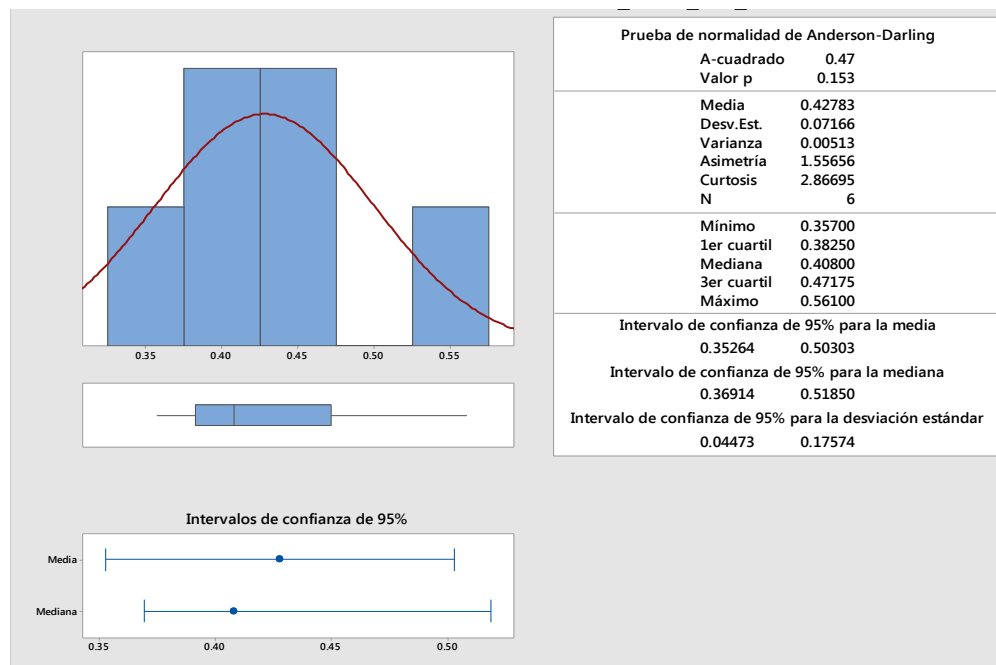 Prueba de normalidad de Anderson-Darling
A-cuadrado 0.47
Valor p 0.153
Media 0.42783
Desv.Est. 0.07166
Varianza 0.00513
Asimetría 1.55656
Curtosis 2.86695
N 6
Mínimo 0.35700
1er cuartil 0.38250
Mediana 0.40800
3er cuartil 0.47175
Máximo 0.56100
Intervalo de confianza de 95% para la media
0.35264 0.50303
Intervalo de confianza de 95% para la mediana
0.36914 0.51850
Intervalo de confianza de 95% para la desviación estándar
0.04473 0.17574
0.35 0.40 0.45 0.50 0.55
Intervalos de confianza de 95%
Media
Mediana
0.35 0.40 0.45 0.50